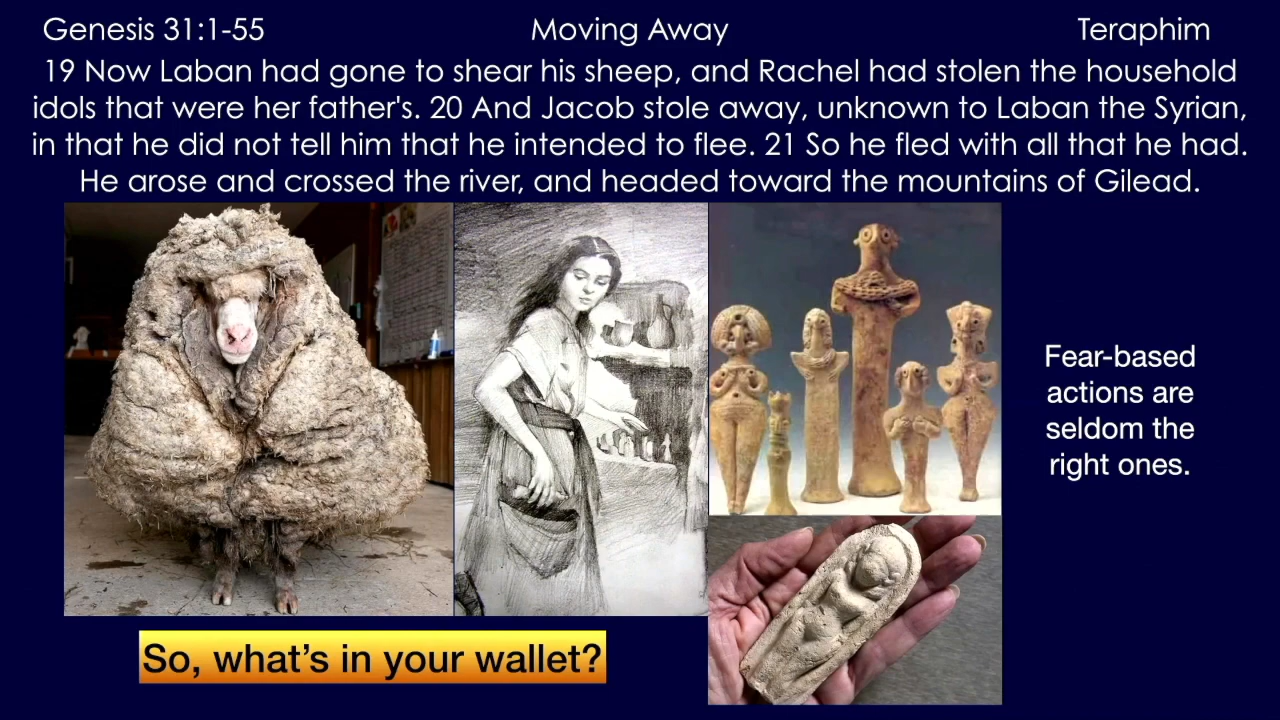 Genesis 31:1-55 Moving Away Teraphim
19 Now Laban had gone to shear his sheep, and Rachel had stolen the household
idols that were her father's. 20 And Jacob stole away, unknown to Laban the Syrian,
in that he did not tell him that he intended to flee. 21 So he fled with all that he had.
He arose and crossed the river, and headed toward the mountains of Gilead.
Fear-based
actions are
seldom the
right ones.
So, what's in your wallet?